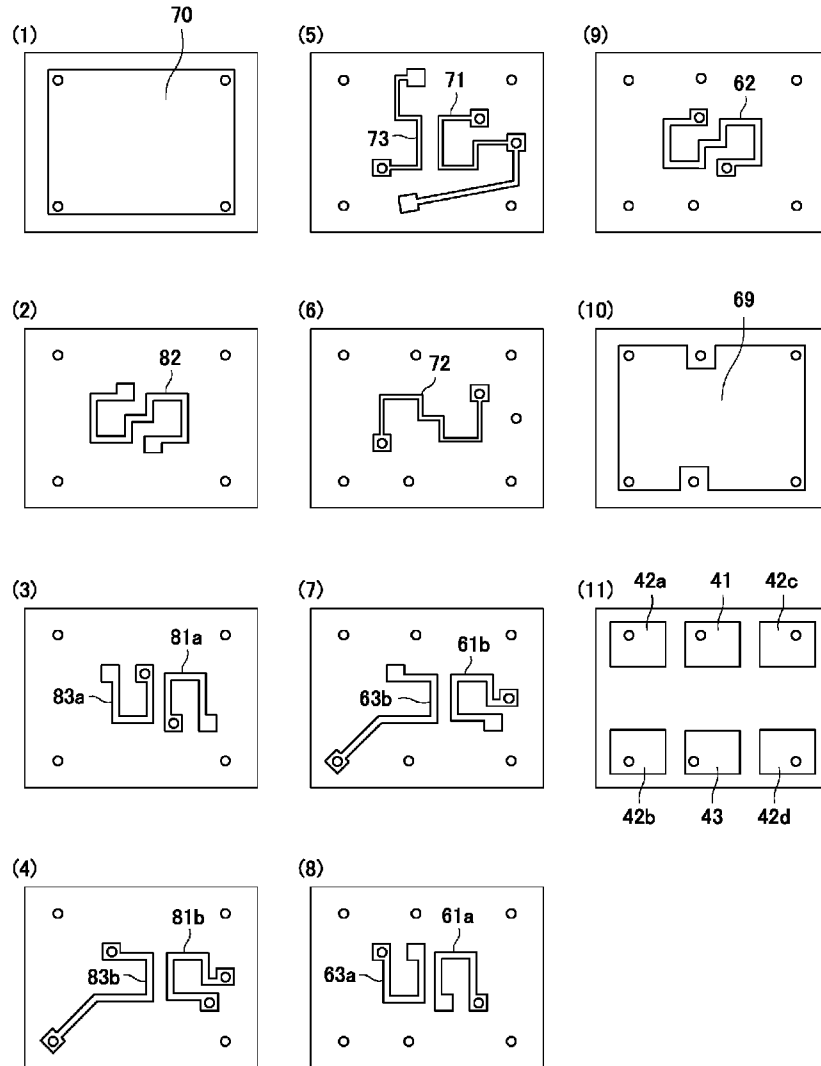 (1)
70
(5)
71
73
(9)
62
(2)
82
(6)
72
(10)
69
(3)
81a
83a
(7)
61b
63b
(11)
42a
41
42c
42b
43
42d
(4)
81b
83b
(8)
61a
63a